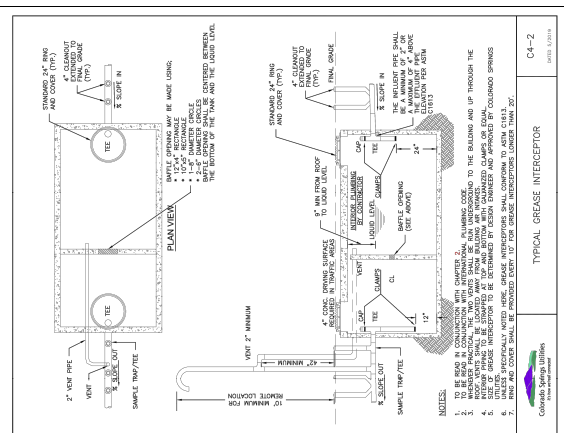 STANDARD 24" RING
AND COVER (TYP.)
4" CLEANOUT
EXTENDED TO
FINAL GRADE
(TYP.)
2" VENT PIPE
TEE
TEE
% SLOPE IN
VENT
% SLOPE OUT
SAMPLE TRAP/TEE
PLAN VIEW
BAFFLE OPENING MAY BE MADE USING;
* 12"x4" RECTANGLE
* 10"x5" RECTANGLE
* 1-8" DIAMETER CIRCLE
* 2-6" DIAMETER CIRCLES
BAFFLE OPENING SHALL BE CENTERED BETWEEN
THE BOTTOM OF THE TANK AND THE LIQUID LEVEL
VENT 2" MINIMUM
10' MINIMUM FOR
REMOTE LOCATION
42" MINIMUM
4" CONC. DRIVING SURFACE
REQUIRED IN TRAFFIC AREAS
9" MIN FROM ROOF
TO LIQUID LEVEL
STANDARD 24" RING
AND COVER (TYP.)
4" CLEANOUT
EXTENDED TO
FINAL GRADE
(TYP.)
FINAL GRADE
% SLOPE IN
% SLOPE OUT
SAMPLE TRAP/TEE
VENT
CAP
TEE
CLAMPS
CL
12"
INTERIOR PLUMBING
BY CONTRACTOR
LIQUID LEVEL
CLAMPS
BAFFLE OPENING
(SEE ABOVE)
CAP
TEE
24"
THE INFLUENT PIPE SHALL
BE A MINIMUM OF 2" OR
A MAXIMUM OF 4" ABOVE
THE EFFLUENT PIPE
ELEVATION PER ASTM
C1613.
NOTES:
1. TO BE READ IN CONJUNCTION WITH CHAPTER 2.
2. TO BE READ IN CONJUNCTION WITH INTERNATIONAL PLUMBING CODE.
3. WHENEVER PRACTICAL, THE TWO VENTS SHALL BE RUN UNDERGROUND TO THE BUILDING AND UP THROUGH THE
ROOF. VENTS SHALL BE LOCATED AWAY FROM BUILDING AIR INTAKES.
4. INTERIOR PIPING TO BE STRAPPED AT TOP AND BOTTOM WITH GALVANIZED CLAMPS OR EQUAL.
5. SIZE OF GREASE INTERCEPTOR TO BE DETERMINED BY DESIGN ENGINEER AND APPROVED BY COLORADO SPRINGS
UTILITIES.
6. UNLESS SPECIFICALLY NOTED HERE, GREASE INTERCEPTORS SHALL CONFORM TO ASTM C1613.
7. RING AND COVER SHALL BE PROVIDED EVERY 10' FOR GREASE INTERCEPTORS LONGER THAN 20'.
Colorado Springs Utilities
It's how we're all connected
TYPICAL GREASE INTERCEPTOR
C4-2